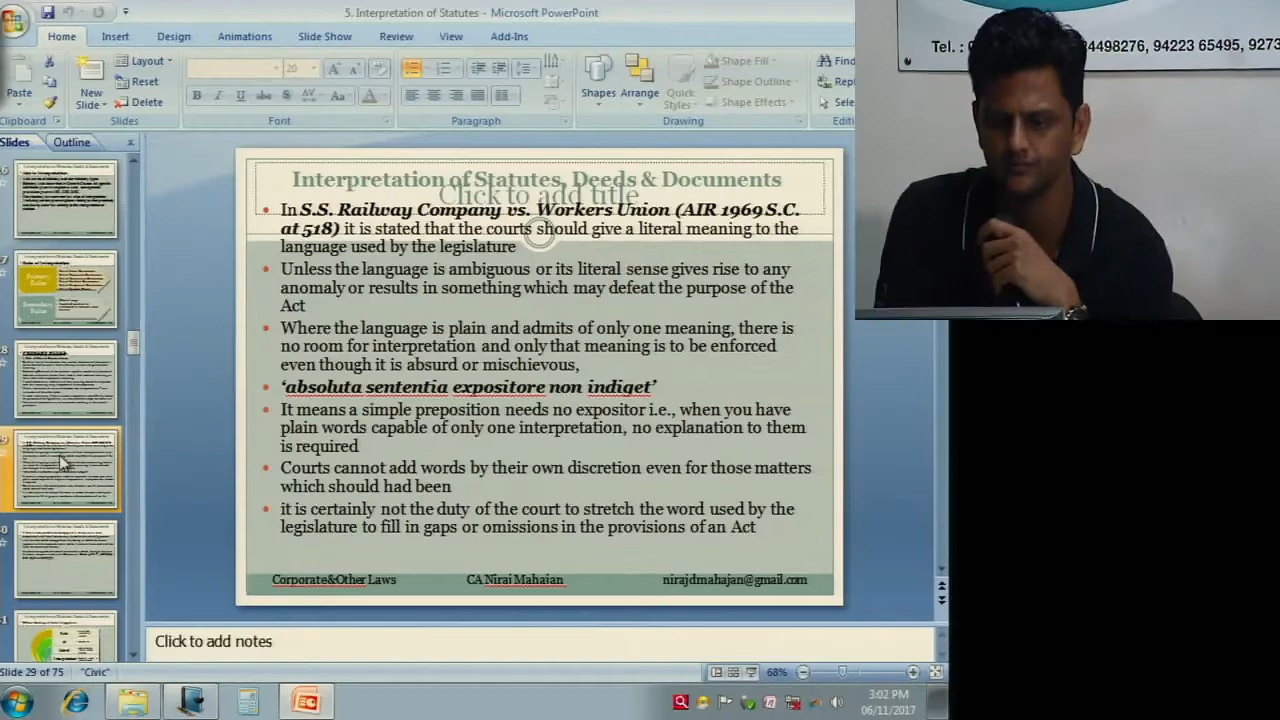 5. Interpretation of Statutes - Microsoft PowerPoint
Home Insert Design Animations Slide Show Review View Add-Ins
Paste
Clipboard
New
Slide
Layout
Reset
Delete
Slides
20
Font
Paragraph
Shapes
Arrange
Quick
Styles
Shape Fill
Shape Outline
Shape Effects
Drawing
Find
Repl
Sele
Editi
Slides Outline
Interpretation of Statutes, Deeds & Documents
Click to add title
In S.S. Railway Company vs. Workers Union (AIR 1969 S.C.
at 518) it is stated that the courts should give a literal meaning to the
language used by the legislature
Unless the language is ambiguous or its literal sense gives rise to any
anomaly or results in something which may defeat the purpose of the
Act
Where the language is plain and admits of only one meaning, there is
no room for interpretation and only that meaning is to be enforced
even though it is absurd or mischievous,
‘absoluta sententia expositore non indiget’
It means a simple preposition needs no expositor i.e., when you have
plain words capable of only one interpretation, no explanation to them
is required
Courts cannot add words by their own discretion even for those matters
which should had been
it is certainly not the duty of the court to stretch the word used by the
legislature to fill in gaps or omissions in the provisions of an Act
Corporate&Other Laws CA Niraj Mahajan nirajdmahajan@gmail.com
Click to add notes
Slide 29 of 75 "Civic" 68%
3:02 PM
06/11/2017
Tel. : 84498276, 94223 65495, 9273